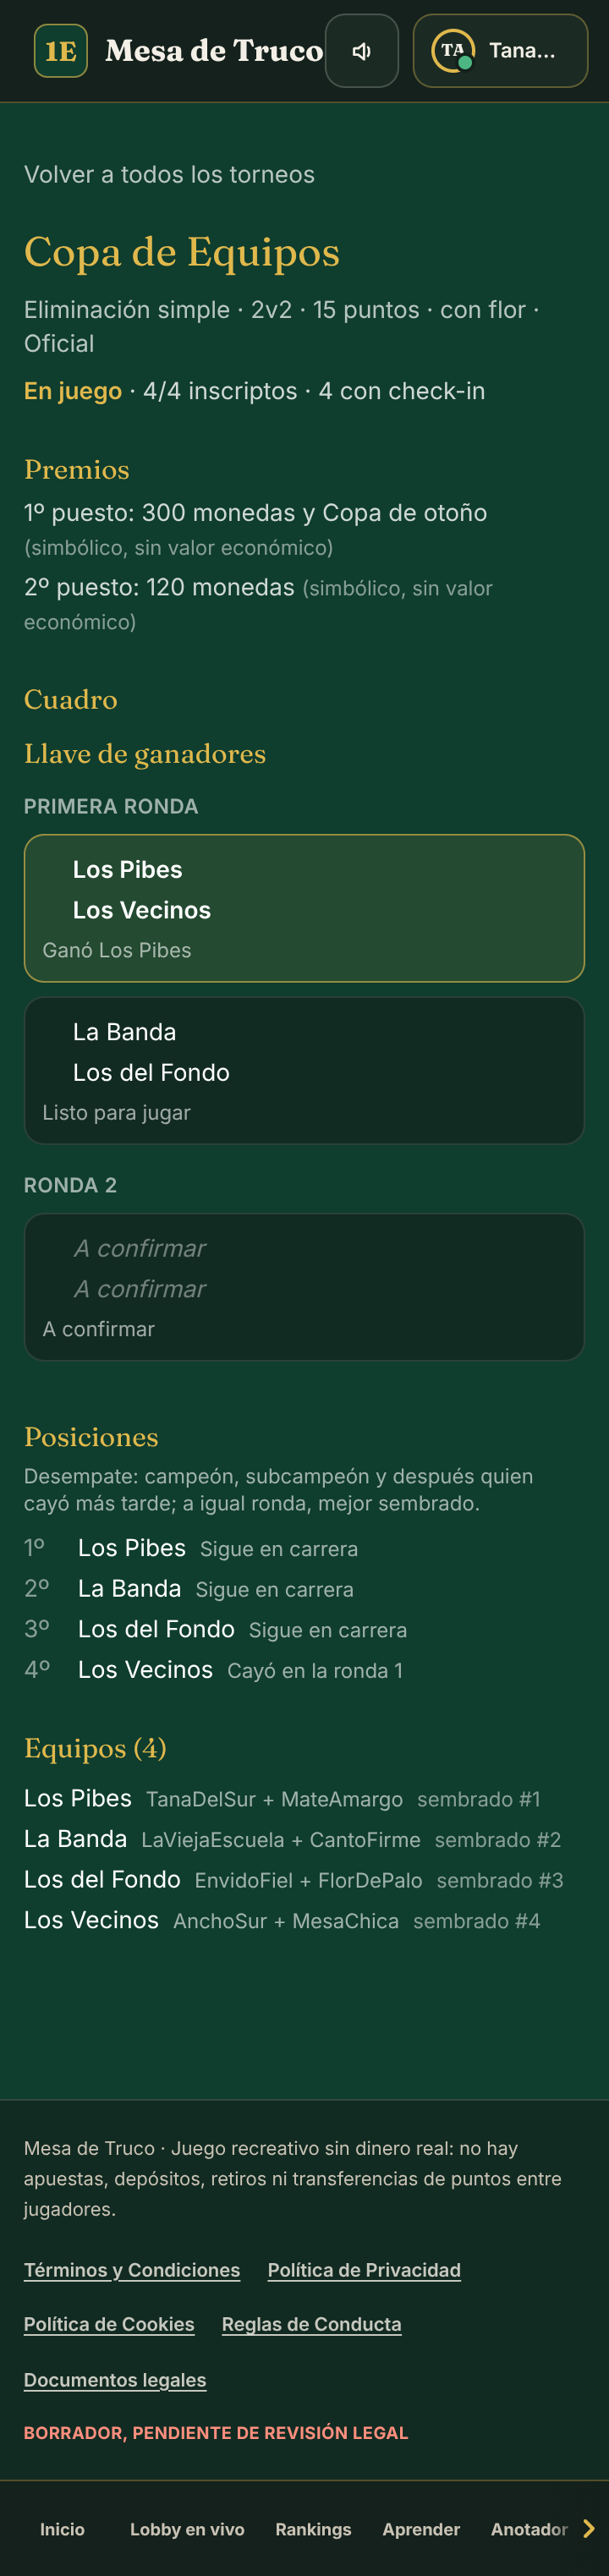 1E Mesa de Truco TA Tana...
Volver a todos los torneos
Copa de Equipos
Eliminación simple · 2v2 · 15 puntos · con flor ·
Oficial
En juego · 4/4 inscriptos · 4 con check-in
Premios
1º puesto: 300 monedas y Copa de otoño
(simbólico, sin valor económico)
2º puesto: 120 monedas (simbólico, sin valor
económico)
Cuadro
Llave de ganadores
PRIMERA RONDA
Los Pibes
Los Vecinos
Ganó Los Pibes
La Banda
Los del Fondo
Listo para jugar
RONDA 2
A confirmar
A confirmar
A confirmar
Posiciones
Desempate: campeón, subcampeón y después quien
cayó más tarde; a igual ronda, mejor sembrado.
1º Los Pibes Sigue en carrera
2º La Banda Sigue en carrera
3º Los del Fondo Sigue en carrera
4º Los Vecinos Cayó en la ronda 1
Equipos (4)
Los Pibes TanaDelSur + MateAmargo sembrado #1
La Banda LaViejaEscuela + CantoFirme sembrado #2
Los del Fondo EnvidoFiel + FlorDePalo sembrado #3
Los Vecinos AnchoSur + MesaChica sembrado #4
Mesa de Truco · Juego recreativo sin dinero real: no hay
apuestas, depósitos, retiros ni transferencias de puntos entre
jugadores.
Términos y Condiciones Política de Privacidad
Política de Cookies Reglas de Conducta
Documentos legales
BORRADOR, PENDIENTE DE REVISIÓN LEGAL
Inicio Lobby en vivo Rankings Aprender Anotador